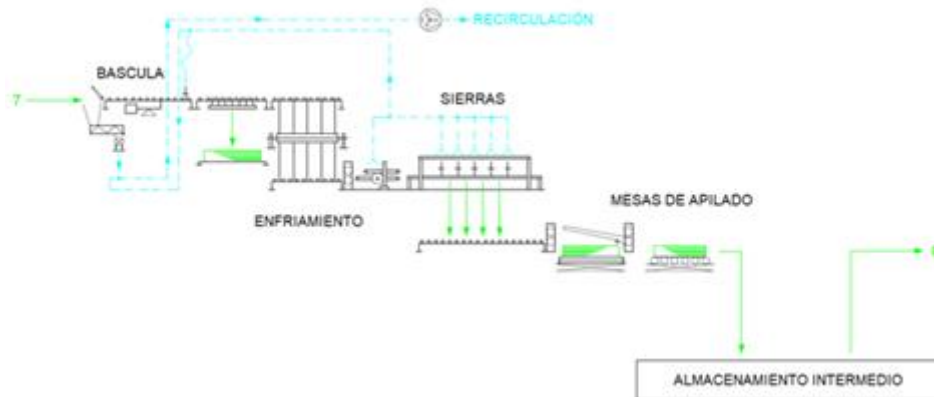 RECIRCULACIÓN
BASCULA
7
SIERRAS
ENFRIAMIENTO
MESAS DE APILADO
ALMACENAMIENTO INTERMEDIO